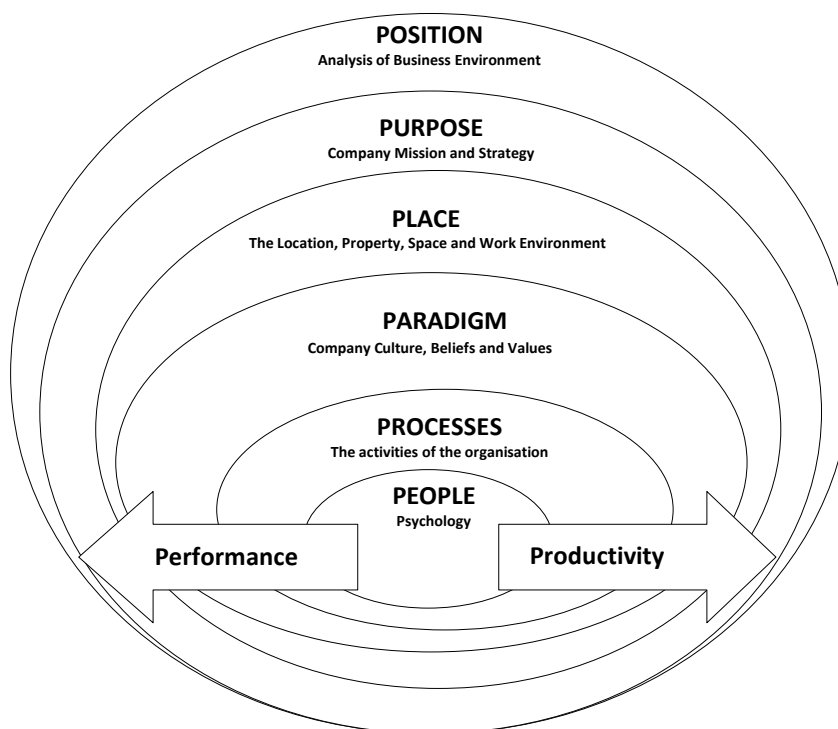 POSITION
Analysis of Business Environment
PURPOSE
Company Mission and Strategy
PLACE
The Location, Property, Space and Work Environment
PARADIGM
Company Culture, Beliefs and Values
PROCESSES
The activities of the organisation
PEOPLE
Psychology
Performance
Productivity